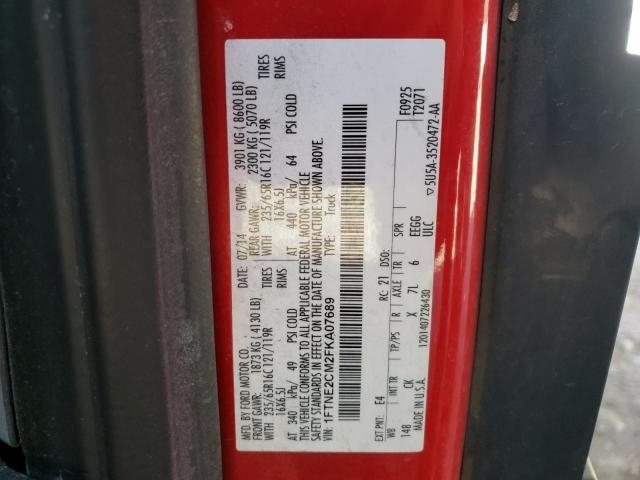 MFD. BY FORD MOTOR CO.
DATE: 07/14 GVWR: 3901 KG ( 8600 LB)
FRONT GAWR: 1873 KG ( 4130 LB) REAR GAWR: 2300 KG ( 5070 LB)
WITH 235/65R16C121/119R WITH 235/65R16C121/119R TIRES
16X6.5J 16X6.5J RIMS
AT 340 kPa/ 49 PSI COLD AT 440 kPa/ 64 PSI COLD
THIS VEHICLE CONFORMS TO ALL APPLICABLE FEDERAL MOTOR VEHICLE
SAFETY STANDARDS IN EFFECT ON THE DATE OF MANUFACTURE SHOWN ABOVE.
VIN: 1FTNE2CM2FKA07689 TYPE: Truck
EXT PNT: E4 RC: 21 DSO: F0925
WB INT TR TP/PS R AXLE TR SPR T2071
148 CK X 7L 6 EEGG
MADE IN U.S.A. 1201407226430 ULC ▽5U5A-3520472-AA
TIRES
RIMS